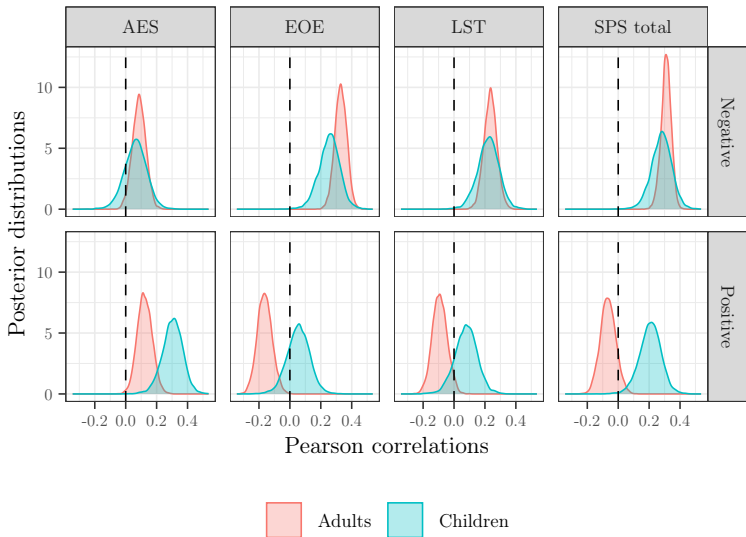 AES EOE LST SPS total
Posterior distributions
10
5
0
Negative
10
5
0
Positive
-0.2 0.0 0.2 0.4 -0.2 0.0 0.2 0.4 -0.2 0.0 0.2 0.4 -0.2 0.0 0.2 0.4
Pearson correlations
Adults Children